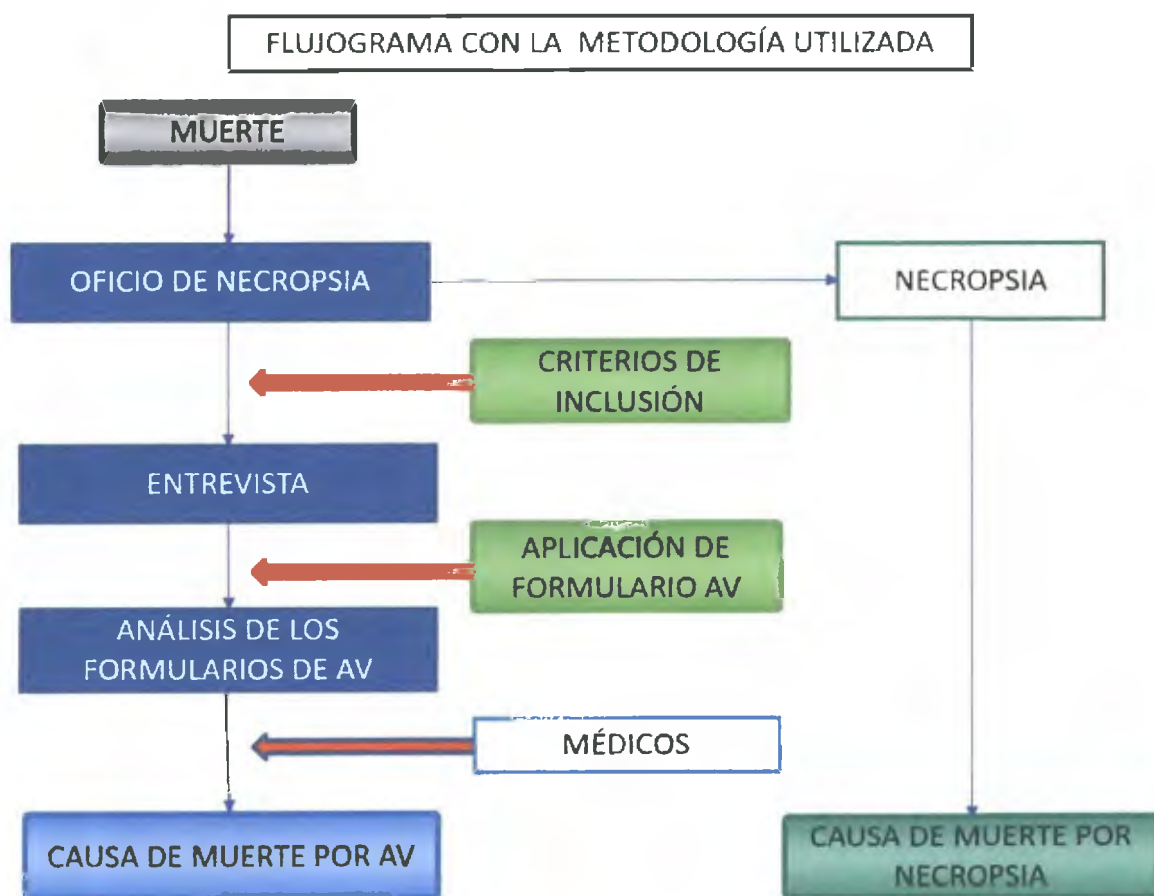 FLUJOGRAMA CON LA METODOLOGÍA UTILIZADA
MUERTE
OFICIO DE NECROPSIA
NECROPSIA
CRITERIOS DE
INCLUSIÓN
ENTREVISTA
APLICACIÓN DE
FORMULARIO AV
ANÁLISIS DE LOS
FORMULARIOS DE AV
MÉDICOS
CAUSA DE MUERTE POR AV
CAUSA DE MUERTE POR
NECROPSIA